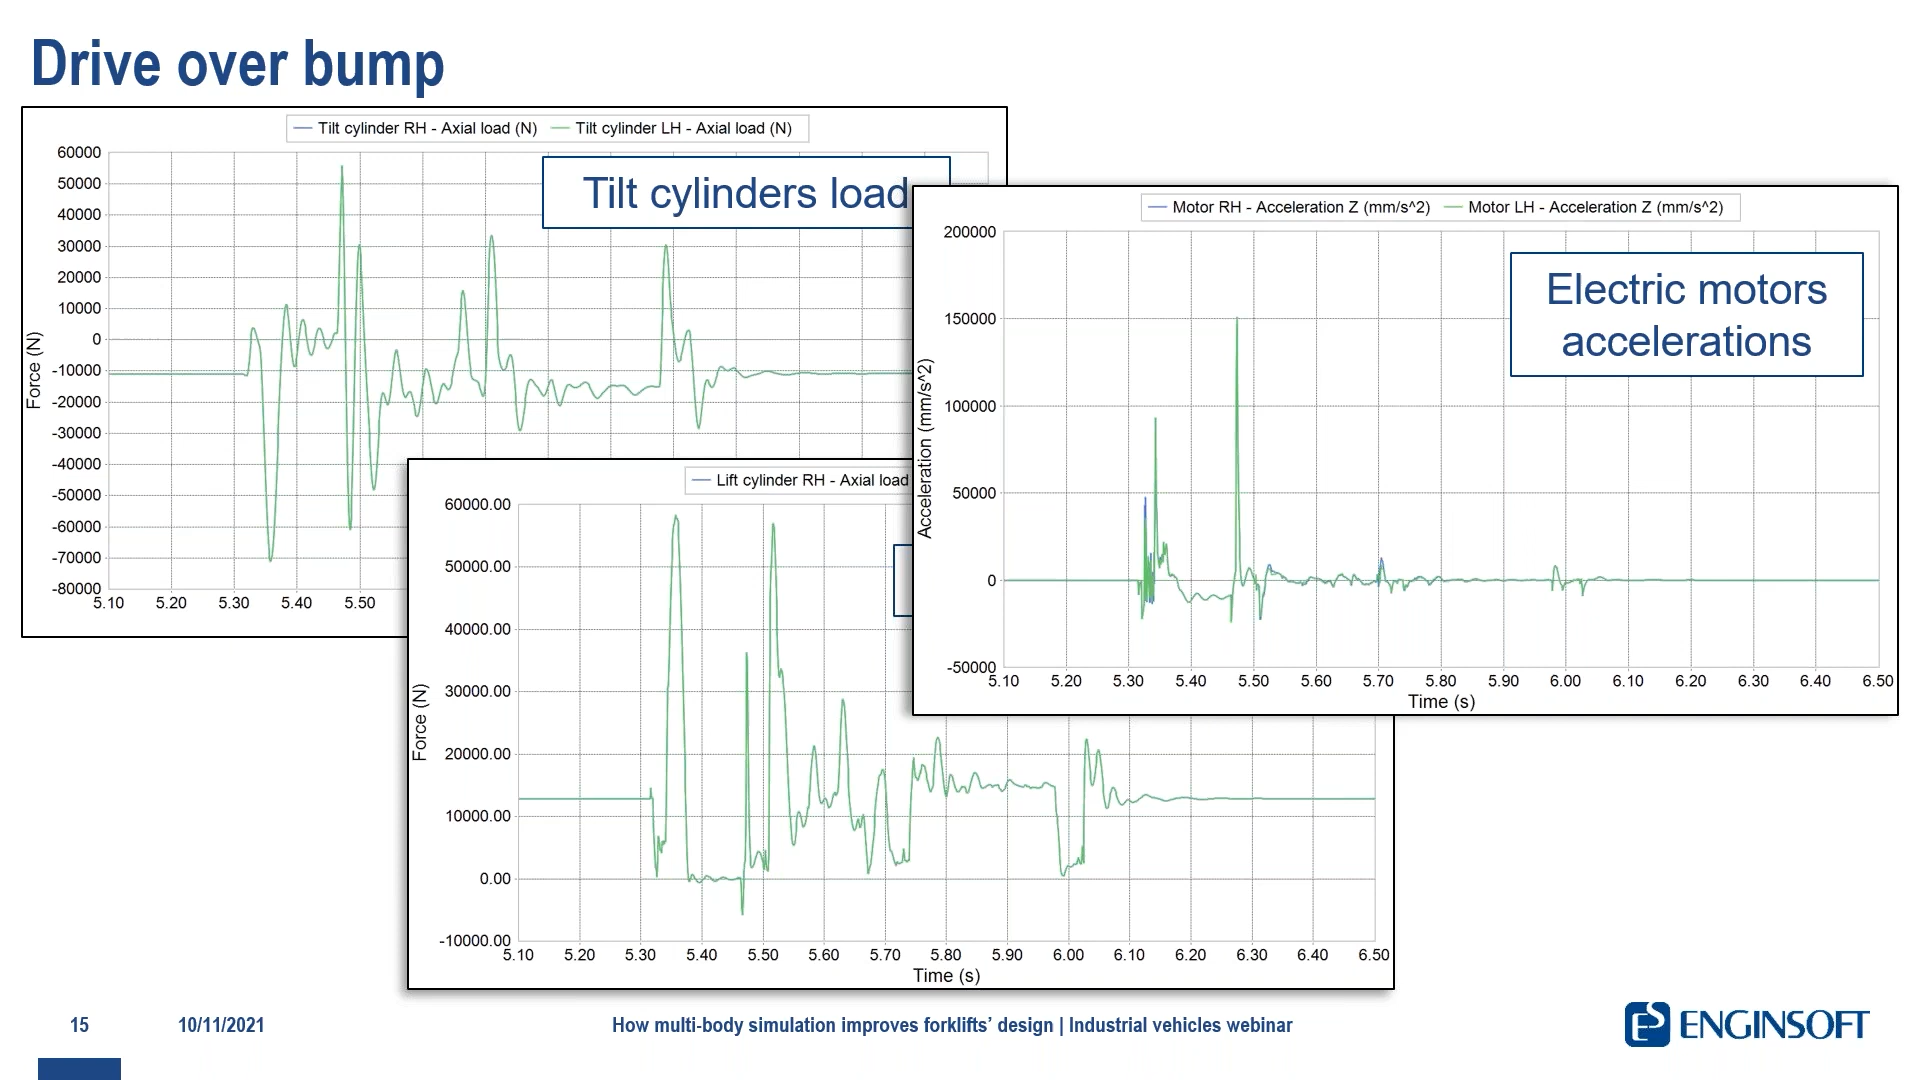 Drive over bump
Tilt cylinder RH - Axial load (N) Tilt cylinder LH - Axial load (N)
Tilt cylinders load
Force (N)
60000
50000
40000
30000
20000
10000
0
-10000
-20000
-30000
-40000
-50000
-60000
-70000
-80000
5.10 5.20 5.30 5.40 5.50
Motor RH - Acceleration Z (mm/s^2) Motor LH - Acceleration Z (mm/s^2)
Electric motors
accelerations
Acceleration (mm/s^2)
200000
150000
100000
50000
0
-50000
5.10 5.20 5.30 5.40 5.50 5.60 5.70 5.80 5.90 6.00 6.10 6.20 6.30 6.40 6.50
Time (s)
Lift cylinder RH - Axial load
Force (N)
60000.00
50000.00
40000.00
30000.00
20000.00
10000.00
0.00
-10000.00
5.10 5.20 5.30 5.40 5.50 5.60 5.70 5.80 5.90 6.00 6.10 6.20 6.30 6.40 6.50
Time (s)
15 10/11/2021 How multi-body simulation improves forklifts’ design | Industrial vehicles webinar
ENGINSOFT